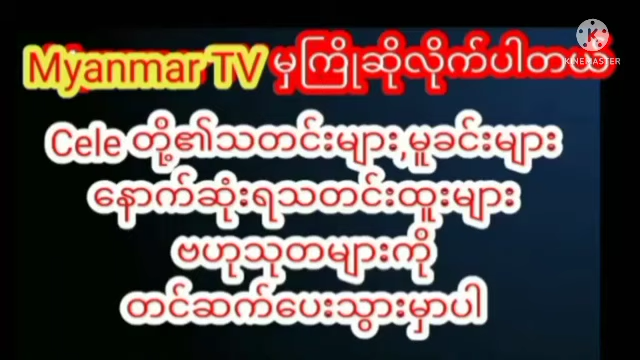 Myanmar TV မှကြိုဆိုလိုက်ပါတယ်
KINEMASTER
Cele တို့၏သတင်းများ,မူခင်းများ
နောက်ဆုံးရသတင်းထူးများ
ဗဟုသုတများကို
တင်ဆက်ပေးသွားမှာပါ